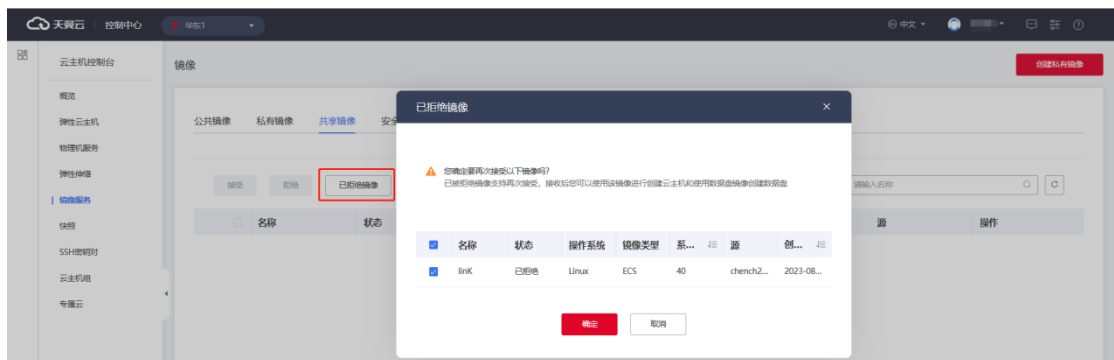 天翼云 控制中心 华东1 中文
云主机控制台 镜像 创建私有镜像
概览
弹性云主机
物理机服务
弹性伸缩
镜像服务
快照
SSH密钥对
云主机组
专属云
公共镜像 私有镜像 共享镜像 安全
接受 拒绝 已拒绝镜像 请输入名称
名称 状态 源 操作
已拒绝镜像
您确定要再次接受以下镜像吗?
已被拒绝镜像支持再次接受，接收后您可以使用该镜像进行创建云主机和使用数据盘镜像创建数据盘
名称 状态 操作系统 镜像类型 系... 源 创...
linK 已拒绝 Linux ECS 40 chench2... 2023-08...
确定 取消